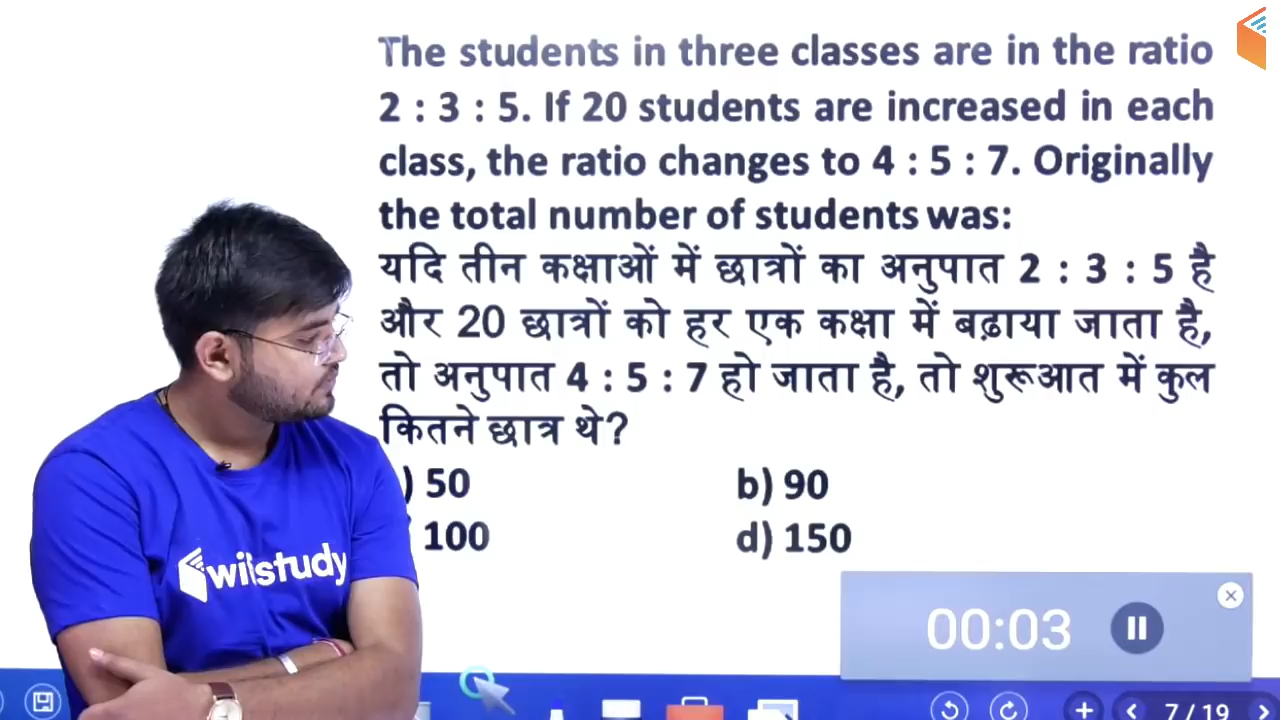 The students in three classes are in the ratio
2 : 3 : 5. If 20 students are increased in each
class, the ratio changes to 4 : 5 : 7. Originally
the total number of students was:
यदि तीन कक्षाओं में छात्रों का अनुपात 2 : 3 : 5 है
और 20 छात्रों को हर एक कक्षा में बढ़ाया जाता है,
तो अनुपात 4 : 5 : 7 हो जाता है, तो शुरूआत में कुल
कितने छात्र थे?
) 50 b) 90
100 d) 150
wifistudy
00:03
7 / 19